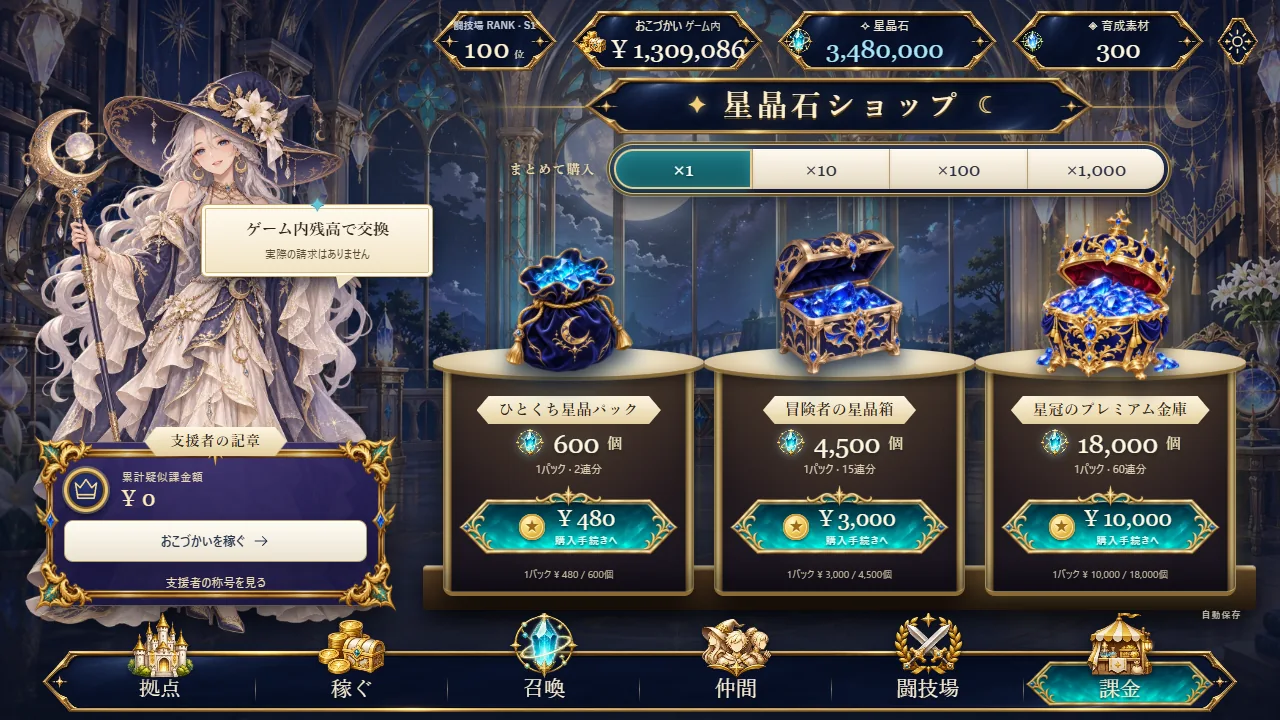 闘技場 RANK · S1
100 位
おこづかい ゲーム内
¥ 1,309,086
✧ 星晶石
3,480,000
◈ 育成素材
300
✦ 星晶石ショップ ☾
まとめて購入
×1
×10
×100
×1,000
ゲーム内残高で交換
実際の請求はありません
ひとくち星晶パック
600 個
1パック · 2連分
¥ 480
購入手続きへ
1パック ¥ 480 / 600個
冒険者の星晶箱
4,500 個
1パック · 15連分
¥ 3,000
購入手続きへ
1パック ¥ 3,000 / 4,500個
星冠のプレミアム金庫
18,000 個
1パック · 60連分
¥ 10,000
購入手続きへ
1パック ¥ 10,000 / 18,000個
支援者の記章
累計疑似課金額
¥ 0
おこづかいを稼ぐ →
支援者の称号を見る
自動保存
拠点
稼ぐ
召喚
仲間
闘技場
課金